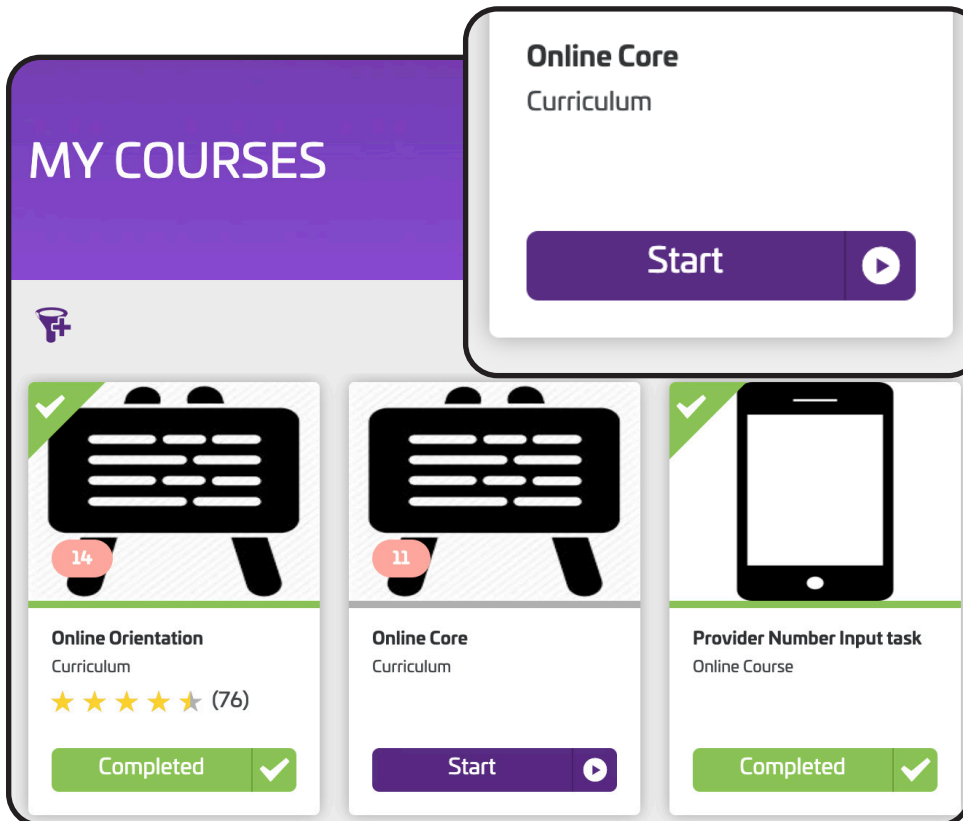 Online Core
Curriculum
Start
MY COURSES
14
Online Orientation
Curriculum
(76)
Completed
11
Online Core
Curriculum
Start
Provider Number Input task
Online Course
Completed